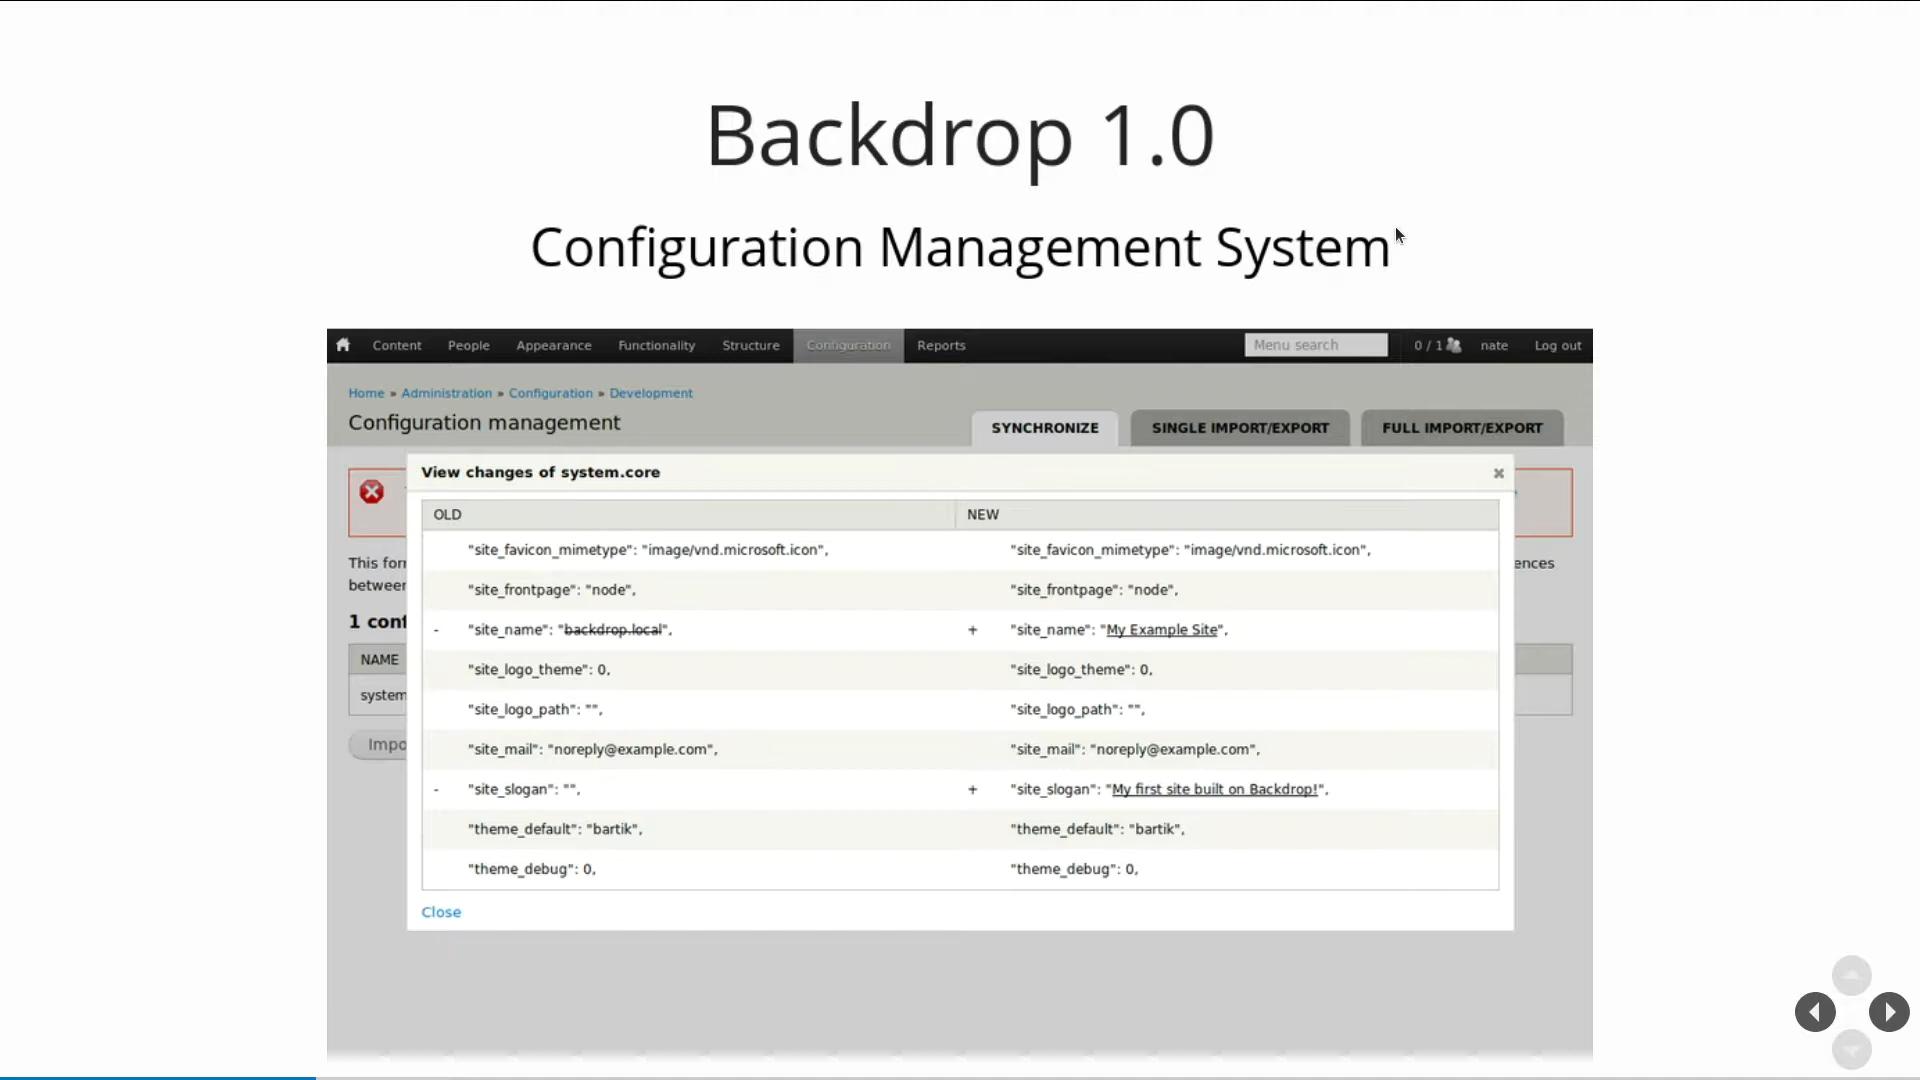 Backdrop 1.0
Configuration Management System
Content People Appearance Functionality Structure Configuration Reports Menu search 0 / 1 nate Log out
Home » Administration » Configuration » Development
Configuration management
SYNCHRONIZE SINGLE IMPORT/EXPORT FULL IMPORT/EXPORT
View changes of system.core
OLD NEW
"site_favicon_mimetype": "image/vnd.microsoft.icon", "site_favicon_mimetype": "image/vnd.microsoft.icon",
This ences
"site_frontpage": "node", "site_frontpage": "node",
- "site_name": "backdrop.local", + "site_name": "My Example Site",
1
NAME
"site_logo_theme": 0, "site_logo_theme": 0,
system
"site_logo_path": "", "site_logo_path": "",
Impo
"site_mail": "noreply@example.com", "site_mail": "noreply@example.com",
- "site_slogan": "", + "site_slogan": "My first site built on Backdrop!",
"theme_default": "bartik", "theme_default": "bartik",
"theme_debug": 0, "theme_debug": 0,
Close